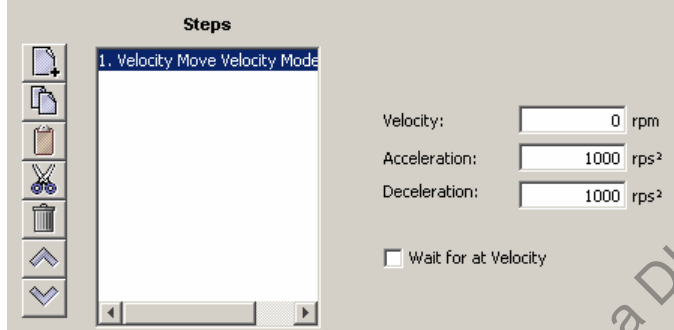 Steps
1. Velocity Move Velocity Mode
Velocity: 0 rpm
Acceleration: 1000 rps²
Deceleration: 1000 rps²
Wait for at Velocity